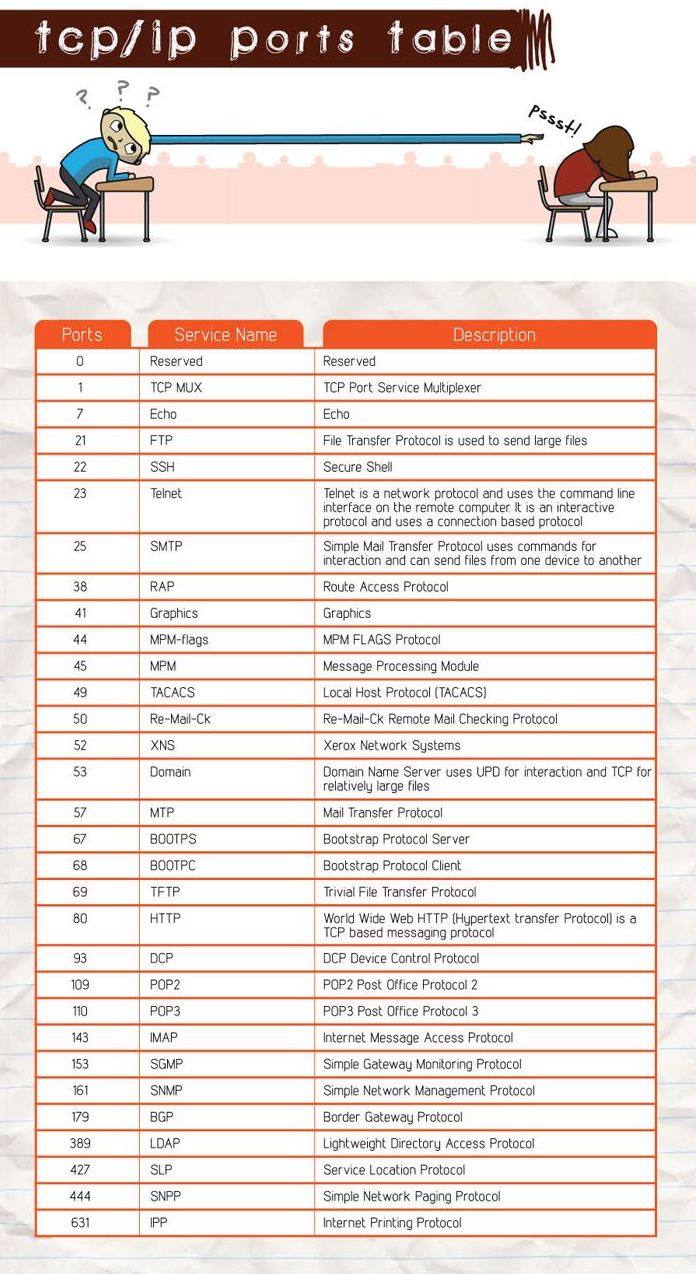 tcp/ip ports table
? ? ?
Pssst!
Ports Service Name Description
0 Reserved Reserved
1 TCP MUX TCP Port Service Multiplexer
7 Echo Echo
21 FTP File Transfer Protocol is used to send large files
22 SSH Secure Shell
23 Telnet Telnet is a network protocol and uses the command line
interface on the remote computer. It is an interactive
protocol and uses a connection based protocol
25 SMTP Simple Mail Transfer Protocol uses commands for
interaction and can send files from one device to another
38 RAP Route Access Protocol
41 Graphics Graphics
44 MPM-flags MPM FLAGS Protocol
45 MPM Message Processing Module
49 TACACS Local Host Protocol (TACACS)
50 Re-Mail-Ck Re-Mail-Ck Remote Mail Checking Protocol
52 XNS Xerox Network Systems
53 Domain Domain Name Server uses UPD for interaction and TCP for
relatively large files
57 MTP Mail Transfer Protocol
67 BOOTPS Bootstrap Protocol Server
68 BOOTPC Bootstrap Protocol Client
69 TFTP Trivial File Transfer Protocol
80 HTTP World Wide Web HTTP (Hypertext transfer Protocol) is a
TCP based messaging protocol
93 DCP DCP Device Control Protocol
109 POP2 POP2 Post Office Protocol 2
110 POP3 POP3 Post Office Protocol 3
143 IMAP Internet Message Access Protocol
153 SGMP Simple Gateway Monitoring Protocol
161 SNMP Simple Network Management Protocol
179 BGP Border Gateway Protocol
389 LDAP Lightweight Directory Access Protocol
427 SLP Service Location Protocol
444 SNPP Simple Network Paging Protocol
631 IPP Internet Printing Protocol